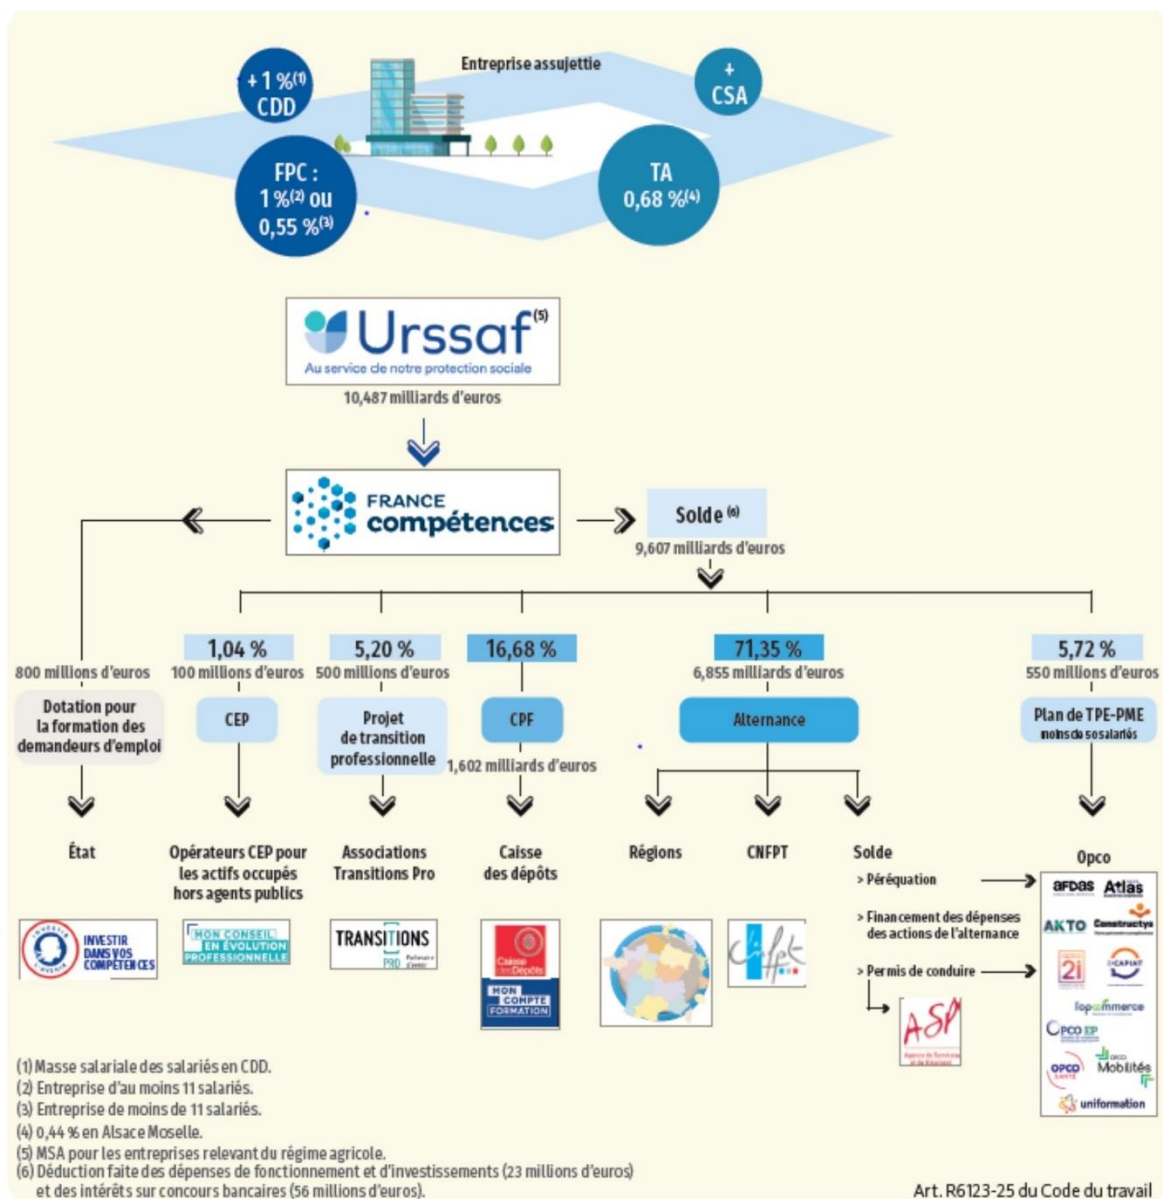 Entreprise assujettie
+ 1 %(1)
CDD
+
CSA
FPC :
1 %(2) ou
0,55 %(3)
TA
0,68 %(4)
Urssaf(5)
Au service de notre protection sociale
10,487 milliards d'euros
FRANCE
compétences
Solde (6)
9,607 milliards d'euros
1,04 %
5,20 %
16,68 %
71,35 %
5,72 %
800 millions d'euros
100 millions d'euros
500 millions d'euros
6,855 milliards d'euros
550 millions d'euros
Dotation pour
la formation des
demandeurs d'emploi
CEP
Projet
de transition
professionnelle
CPF
1,602 milliards d'euros
Alternance
Plan de TPE-PME
moins de 50 salariés
État
Opérateurs CEP pour
les actifs occupés
hors agents publics
Associations
Transitions Pro
Caisse
des dépôts
Régions
CNFPT
Solde
> Péréquation
> Financement des dépenses
des actions de l'alternance
> Permis de conduire
Opco
INVESTIR
DANS VOS
COMPÉTENCES
MON CONSEIL
EN ÉVOLUTION
PROFESSIONNELLE
TRANSITIONS
PRO
Caisse
des Dépôts
MON
COMPTE
FORMATION
cnfpt
ASP
afdas
Atlas
AKTO
Constructys
2i
OCAPIAT
l'opcommerce
OPCO EP
OPCO
SANTÉ
OPCO
Mobilités
uniformation
(1) Masse salariale des salariés en CDD.
(2) Entreprise d'au moins 11 salariés.
(3) Entreprise de moins de 11 salariés.
(4) 0,44 % en Alsace Moselle.
(5) MSA pour les entreprises relevant du régime agricole.
(6) Déduction faite des dépenses de fonctionnement et d'investissements (23 millions d'euros)
et des intérêts sur concours bancaires (56 millions d'euros).
Art. R6123-25 du Code du travail